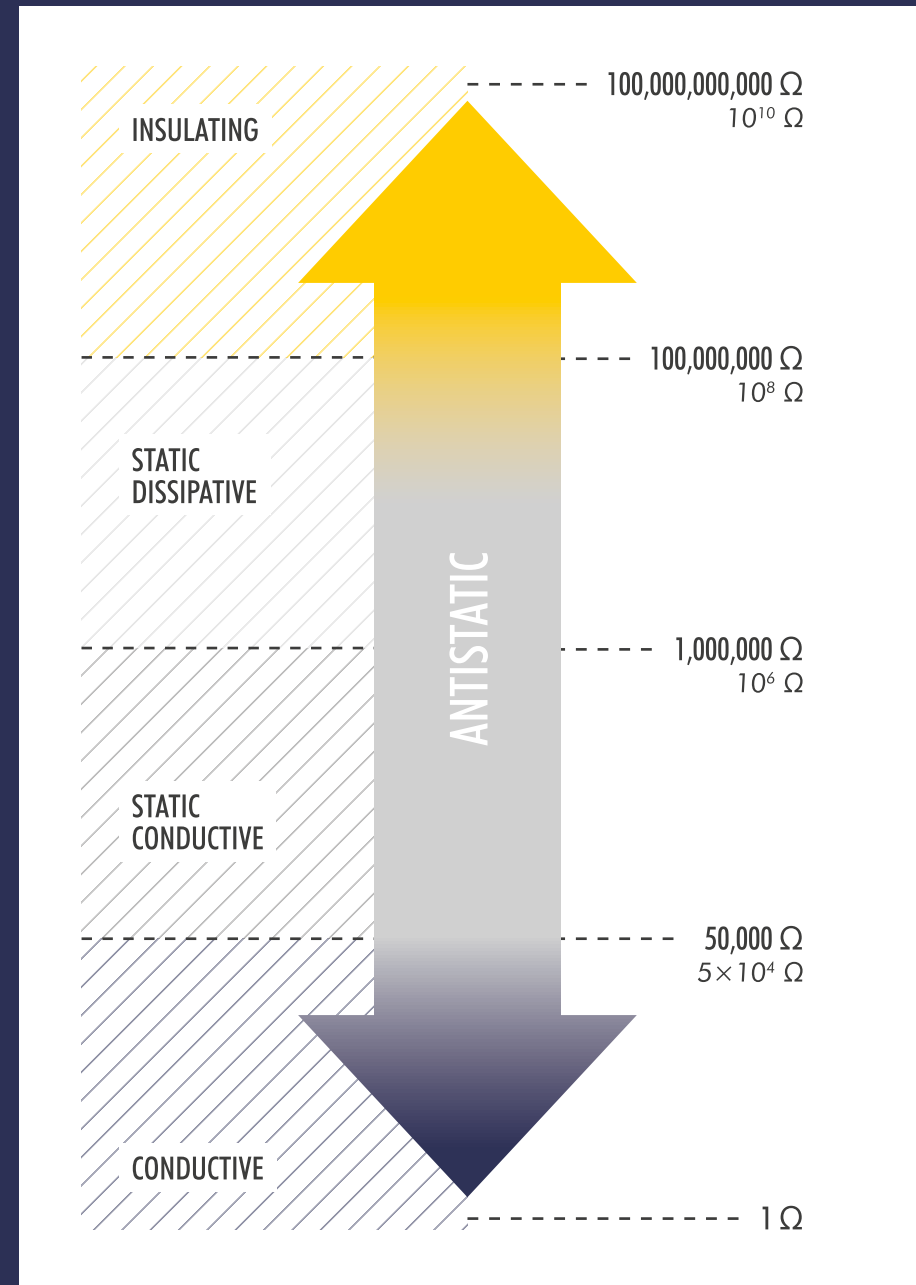 100,000,000,000 Ω
10¹⁰ Ω
INSULATING
100,000,000 Ω
10⁸ Ω
STATIC
DISSIPATIVE
ANTISTATIC
1,000,000 Ω
10⁶ Ω
STATIC
CONDUCTIVE
50,000 Ω
5×10⁴ Ω
CONDUCTIVE
1 Ω